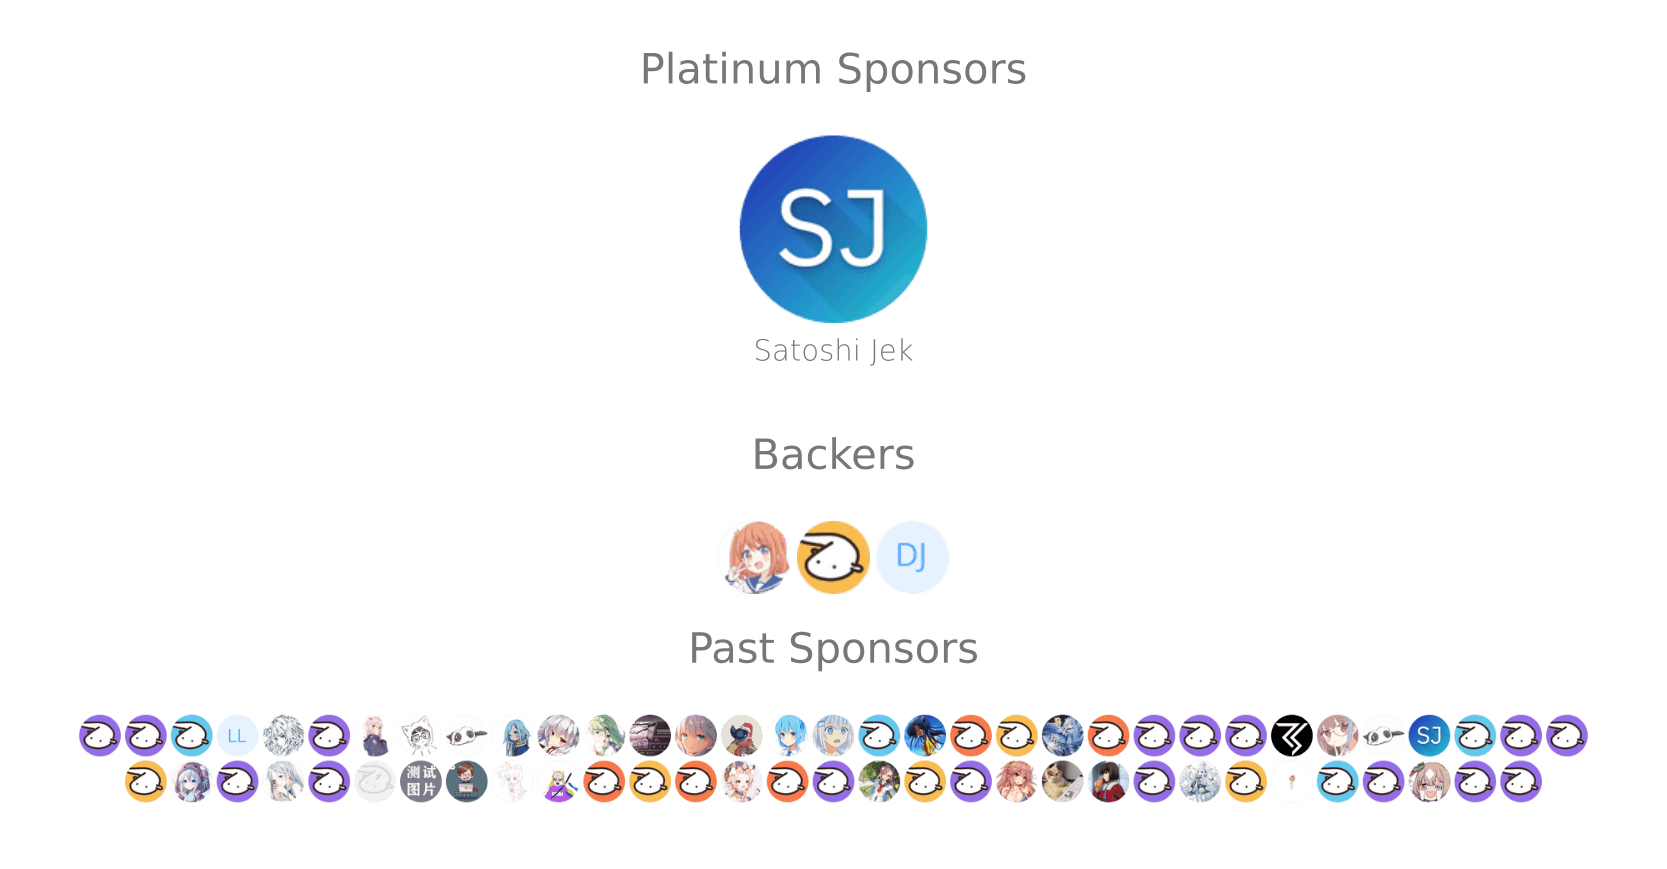 Platinum Sponsors
SJ
Satoshi Jek
Backers
DJ
Past Sponsors
LL
SJ
测试
图片